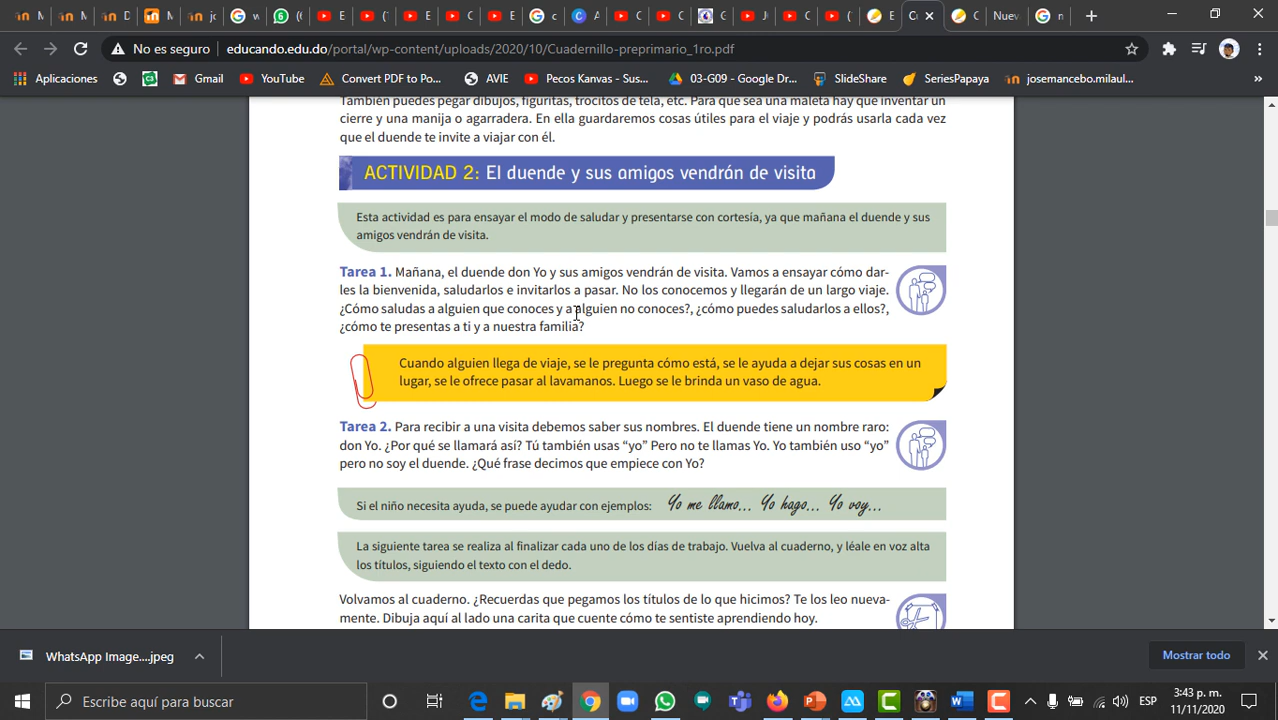 W
M
M
D
M
jo
w
(6
E
(1
E
C
E
c
A
C
C
G
Ju
C
(1
E
C
C
Nuev
n
No es seguro
educando.edu.do/portal/wp-content/uploads/2020/10/Cuadernillo-preprimario_1ro.pdf
Aplicaciones
Gmail
YouTube
Convert PDF to Po...
AVIE
Pecos Kanvas - Sus...
03-G09 - Google Dr...
SlideShare
SeriesPapaya
josemancebo.milaul...
»
También puedes pegar dibujos, figuritas, trocitos de tela, etc. Para que sea una maleta hay que inventar un
cierre y una manija o agarradera. En ella guardaremos cosas útiles para el viaje y podrás usarla cada vez
que el duende te invite a viajar con él.
ACTIVIDAD 2: El duende y sus amigos vendrán de visita
Esta actividad es para ensayar el modo de saludar y presentarse con cortesía, ya que mañana el duende y sus
amigos vendrán de visita.
Tarea 1. Mañana, el duende don Yo y sus amigos vendrán de visita. Vamos a ensayar cómo dar-
les la bienvenida, saludarlos e invitarlos a pasar. No los conocemos y llegarán de un largo viaje.
¿Cómo saludas a alguien que conoces y a alguien no conoces?, ¿cómo puedes saludarlos a ellos?,
¿cómo te presentas a ti y a nuestra familia?
Cuando alguien llega de viaje, se le pregunta cómo está, se le ayuda a dejar sus cosas en un
lugar, se le ofrece pasar al lavamanos. Luego se le brinda un vaso de agua.
Tarea 2. Para recibir a una visita debemos saber sus nombres. El duende tiene un nombre raro:
don Yo. ¿Por qué se llamará así? Tú también usas “yo” Pero no te llamas Yo. Yo también uso “yo”
pero no soy el duende. ¿Qué frase decimos que empiece con Yo?
Si el niño necesita ayuda, se puede ayudar con ejemplos: Yo me llamo... Yo hago... Yo voy...
La siguiente tarea se realiza al finalizar cada uno de los días de trabajo. Vuelva al cuaderno, y léale en voz alta
los títulos, siguiendo el texto con el dedo.
Volvamos al cuaderno. ¿Recuerdas que pegamos los títulos de lo que hicimos? Te los leo nueva-
mente. Dibuja aquí al lado una carita que cuente cómo te sentiste aprendiendo hoy.
WhatsApp Image....jpeg
Mostrar todo
Escribe aquí para buscar
ESP
3:43 p. m.
11/11/2020